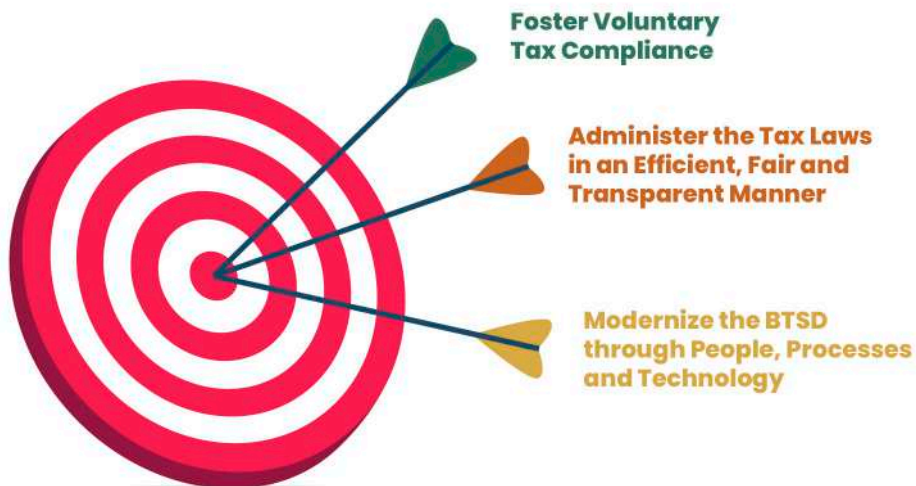 Foster Voluntary
Tax Compliance
Administer the Tax Laws
in an Efficient, Fair and
Transparent Manner
Modernize the BTSD
through People, Processes
and Technology